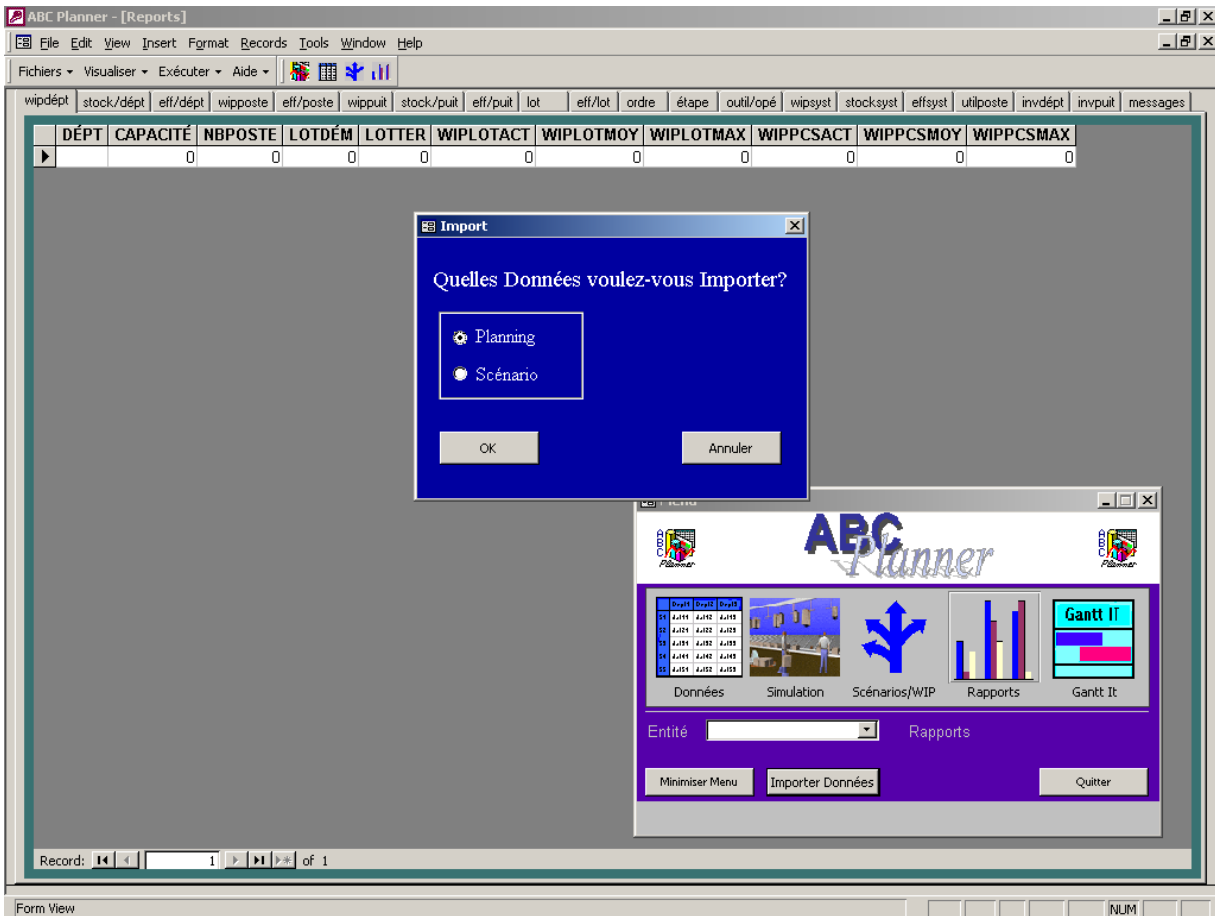 ABC Planner - [Reports]
File Edit View Insert Format Records Tools Window Help
Fichiers Visualiser Exécuter Aide
wipdépt stock/dépt eff/dépt wipposte eff/poste wippuit stock/puit eff/puit lot eff/lot ordre étape outil/opé wipsyst stocksyst effsyst utilposte invdépt invpuit messages
DÉPT CAPACITÉ NBPOSTE LOTDÉM LOTTER WIPLOTACT WIPLOTMOY WIPLOTMAX WIPPCSACT WIPPCSMOY WIPPCSMAX
0 0 0 0 0 0 0 0 0 0
Import
Quelles Données voulez-vous Importer?
Planning
Scénario
OK Annuler
ABC
Planner
Données Simulation Scénarios/WIP Rapports Gantt It
Gantt IT
Entité Rapports
Minimiser Menu Importer Données Quitter
Record: 1 of 1
Form View NUM